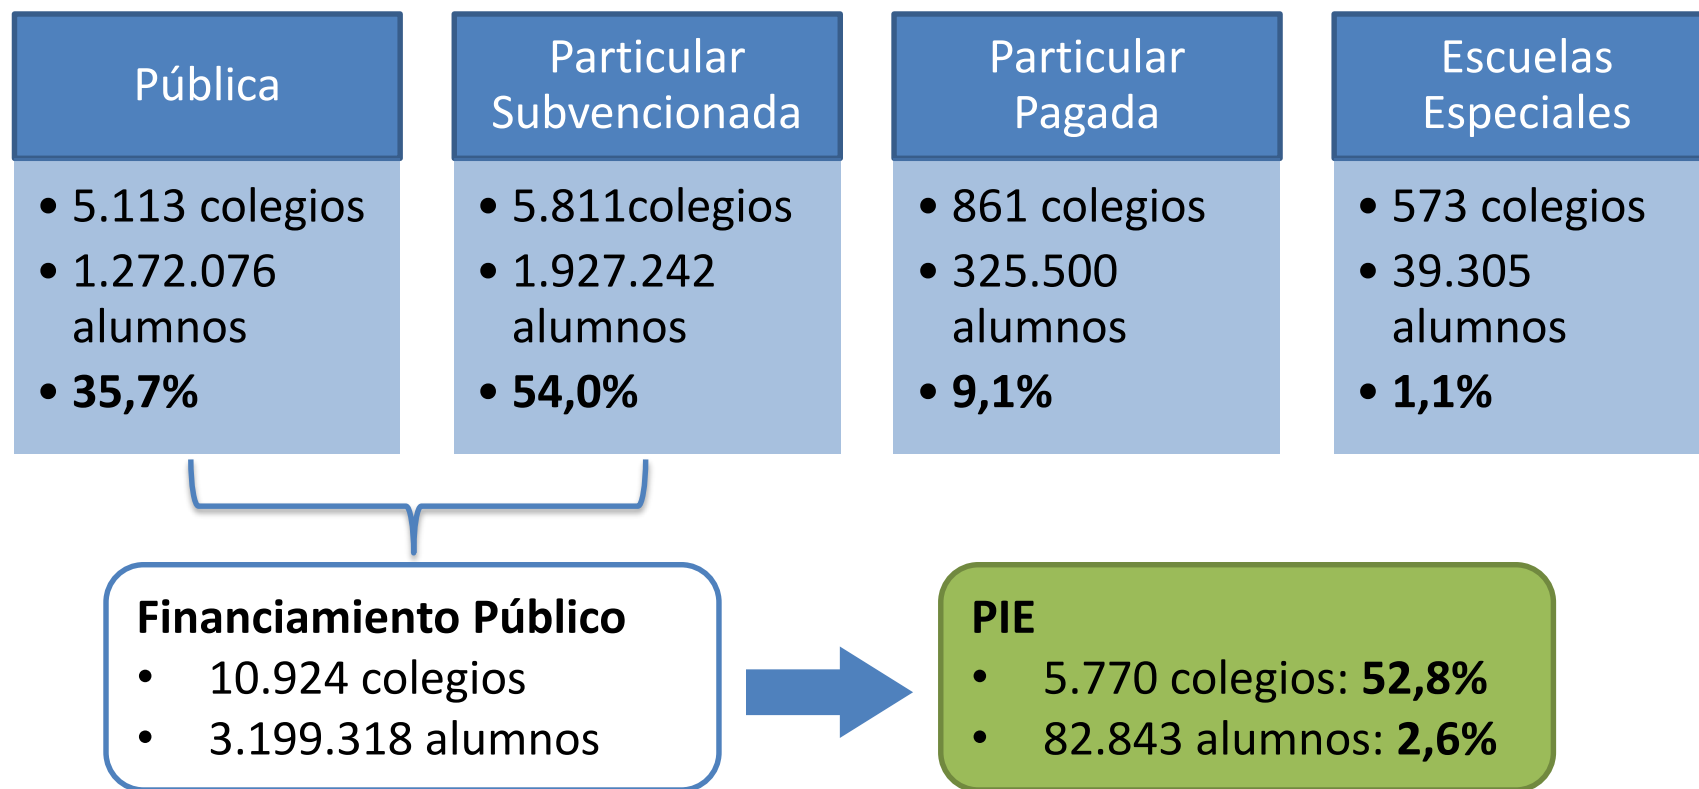 Pública
• 5.113 colegios
• 1.272.076
alumnos
• 35,7%
Particular
Subvencionada
• 5.811colegios
• 1.927.242
alumnos
• 54,0%
Particular
Pagada
• 861 colegios
• 325.500
alumnos
• 9,1%
Escuelas
Especiales
• 573 colegios
• 39.305
alumnos
• 1,1%
Financiamiento Público
• 10.924 colegios
• 3.199.318 alumnos
PIE
• 5.770 colegios: 52,8%
• 82.843 alumnos: 2,6%